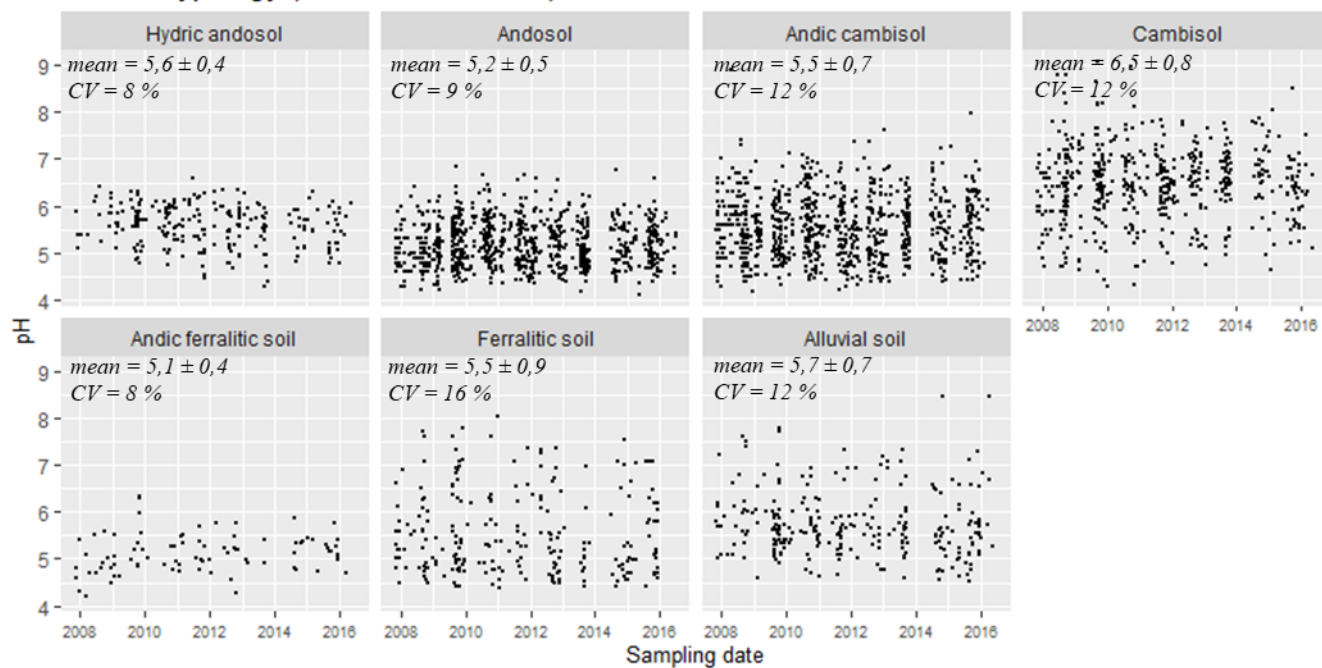 Hydric andosol
Andosol
Andic cambisol
Cambisol
mean = 5,6 ± 0,4
CV = 8 %
mean = 5,2 ± 0,5
CV = 9 %
mean = 5,5 ± 0,7
CV = 12 %
mean = 6,5 ± 0,8
CV = 12 %
9
8
7
6
5
4
2008 2010 2012 2014 2016
pH
Andic ferralitic soil
Ferralitic soil
Alluvial soil
mean = 5,1 ± 0,4
CV = 8 %
mean = 5,5 ± 0,9
CV = 16 %
mean = 5,7 ± 0,7
CV = 12 %
9
8
7
6
5
4
2008 2010 2012 2014 2016
2008 2010 2012 2014 2016
2008 2010 2012 2014 2016
Sampling date